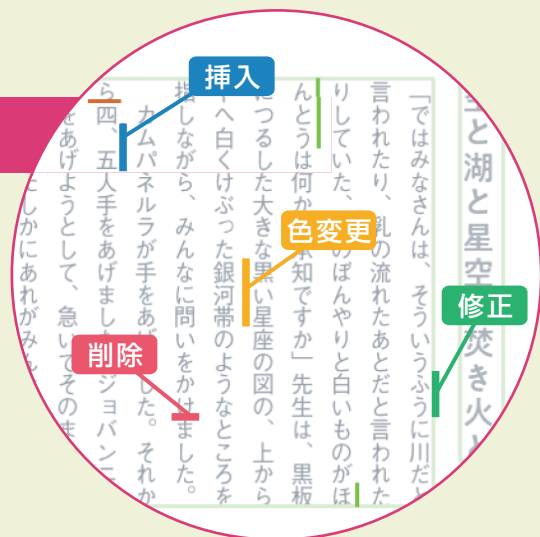 と湖と星空 焚き火と
「ではみなさんは、そういうふうに川だと
言われたり、乳の流れたあとだと言われた
りしていた、のぼんやりと白いものがほ
んとうは何か承知ですか」先生は、黒板
につるした大きな黒い星座の図の、上から
へ白くけぶった銀河帯のようなところを
指しながら、みんなに問いをかけました。
カムパネルラが手をあげました。それか
ら四、五人手をあげました。ジョバンニ
をあげようとして、急いでそのま
たしかにあれがみん
挿入
色変更
修正
削除